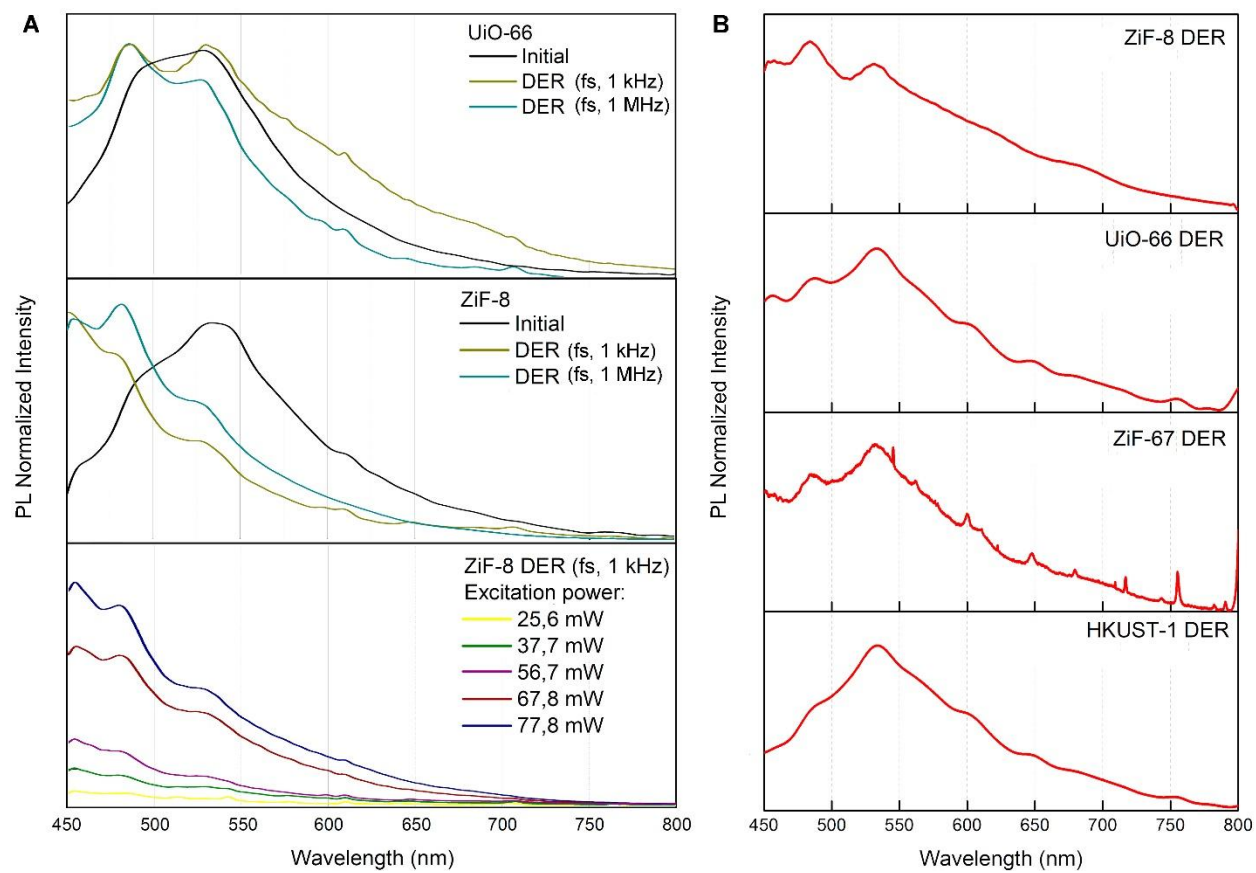 A
UiO-66
Initial
DER (fs, 1 kHz)
DER (fs, 1 MHz)
ZiF-8
Initial
DER (fs, 1 kHz)
DER (fs, 1 MHz)
ZiF-8 DER (fs, 1 kHz)
Excitation power:
25,6 mW
37,7 mW
56,7 mW
67,8 mW
77,8 mW
PL Normalized Intensity
450 500 550 600 650 700 750 800
Wavelength (nm)
B
ZiF-8 DER
UiO-66 DER
ZiF-67 DER
HKUST-1 DER
PL Normalized Intensity
450 500 550 600 650 700 750 800
Wavelength (nm)